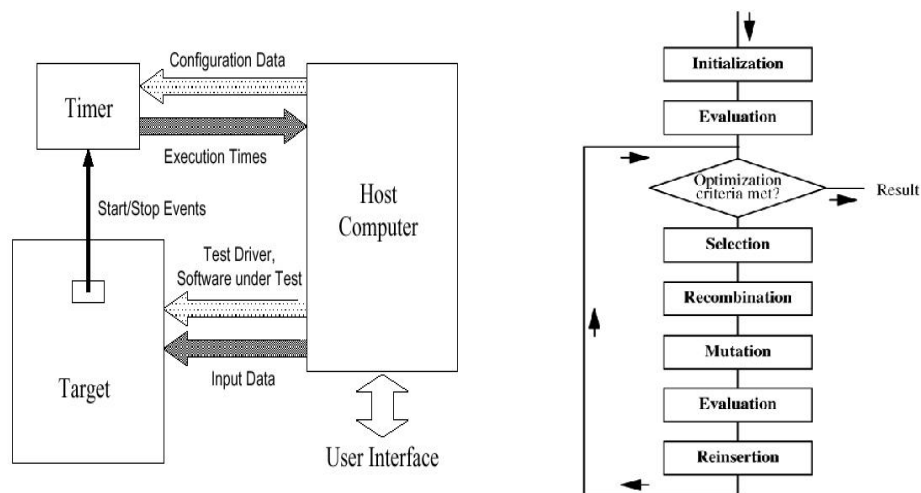 Configuration Data
Timer
Execution Times
Host
Computer
Start/Stop Events
Test Driver,
Software under Test
Target
Input Data
User Interface
Initialization
Evaluation
Optimization
criteria met?
Result
Selection
Recombination
Mutation
Evaluation
Reinsertion